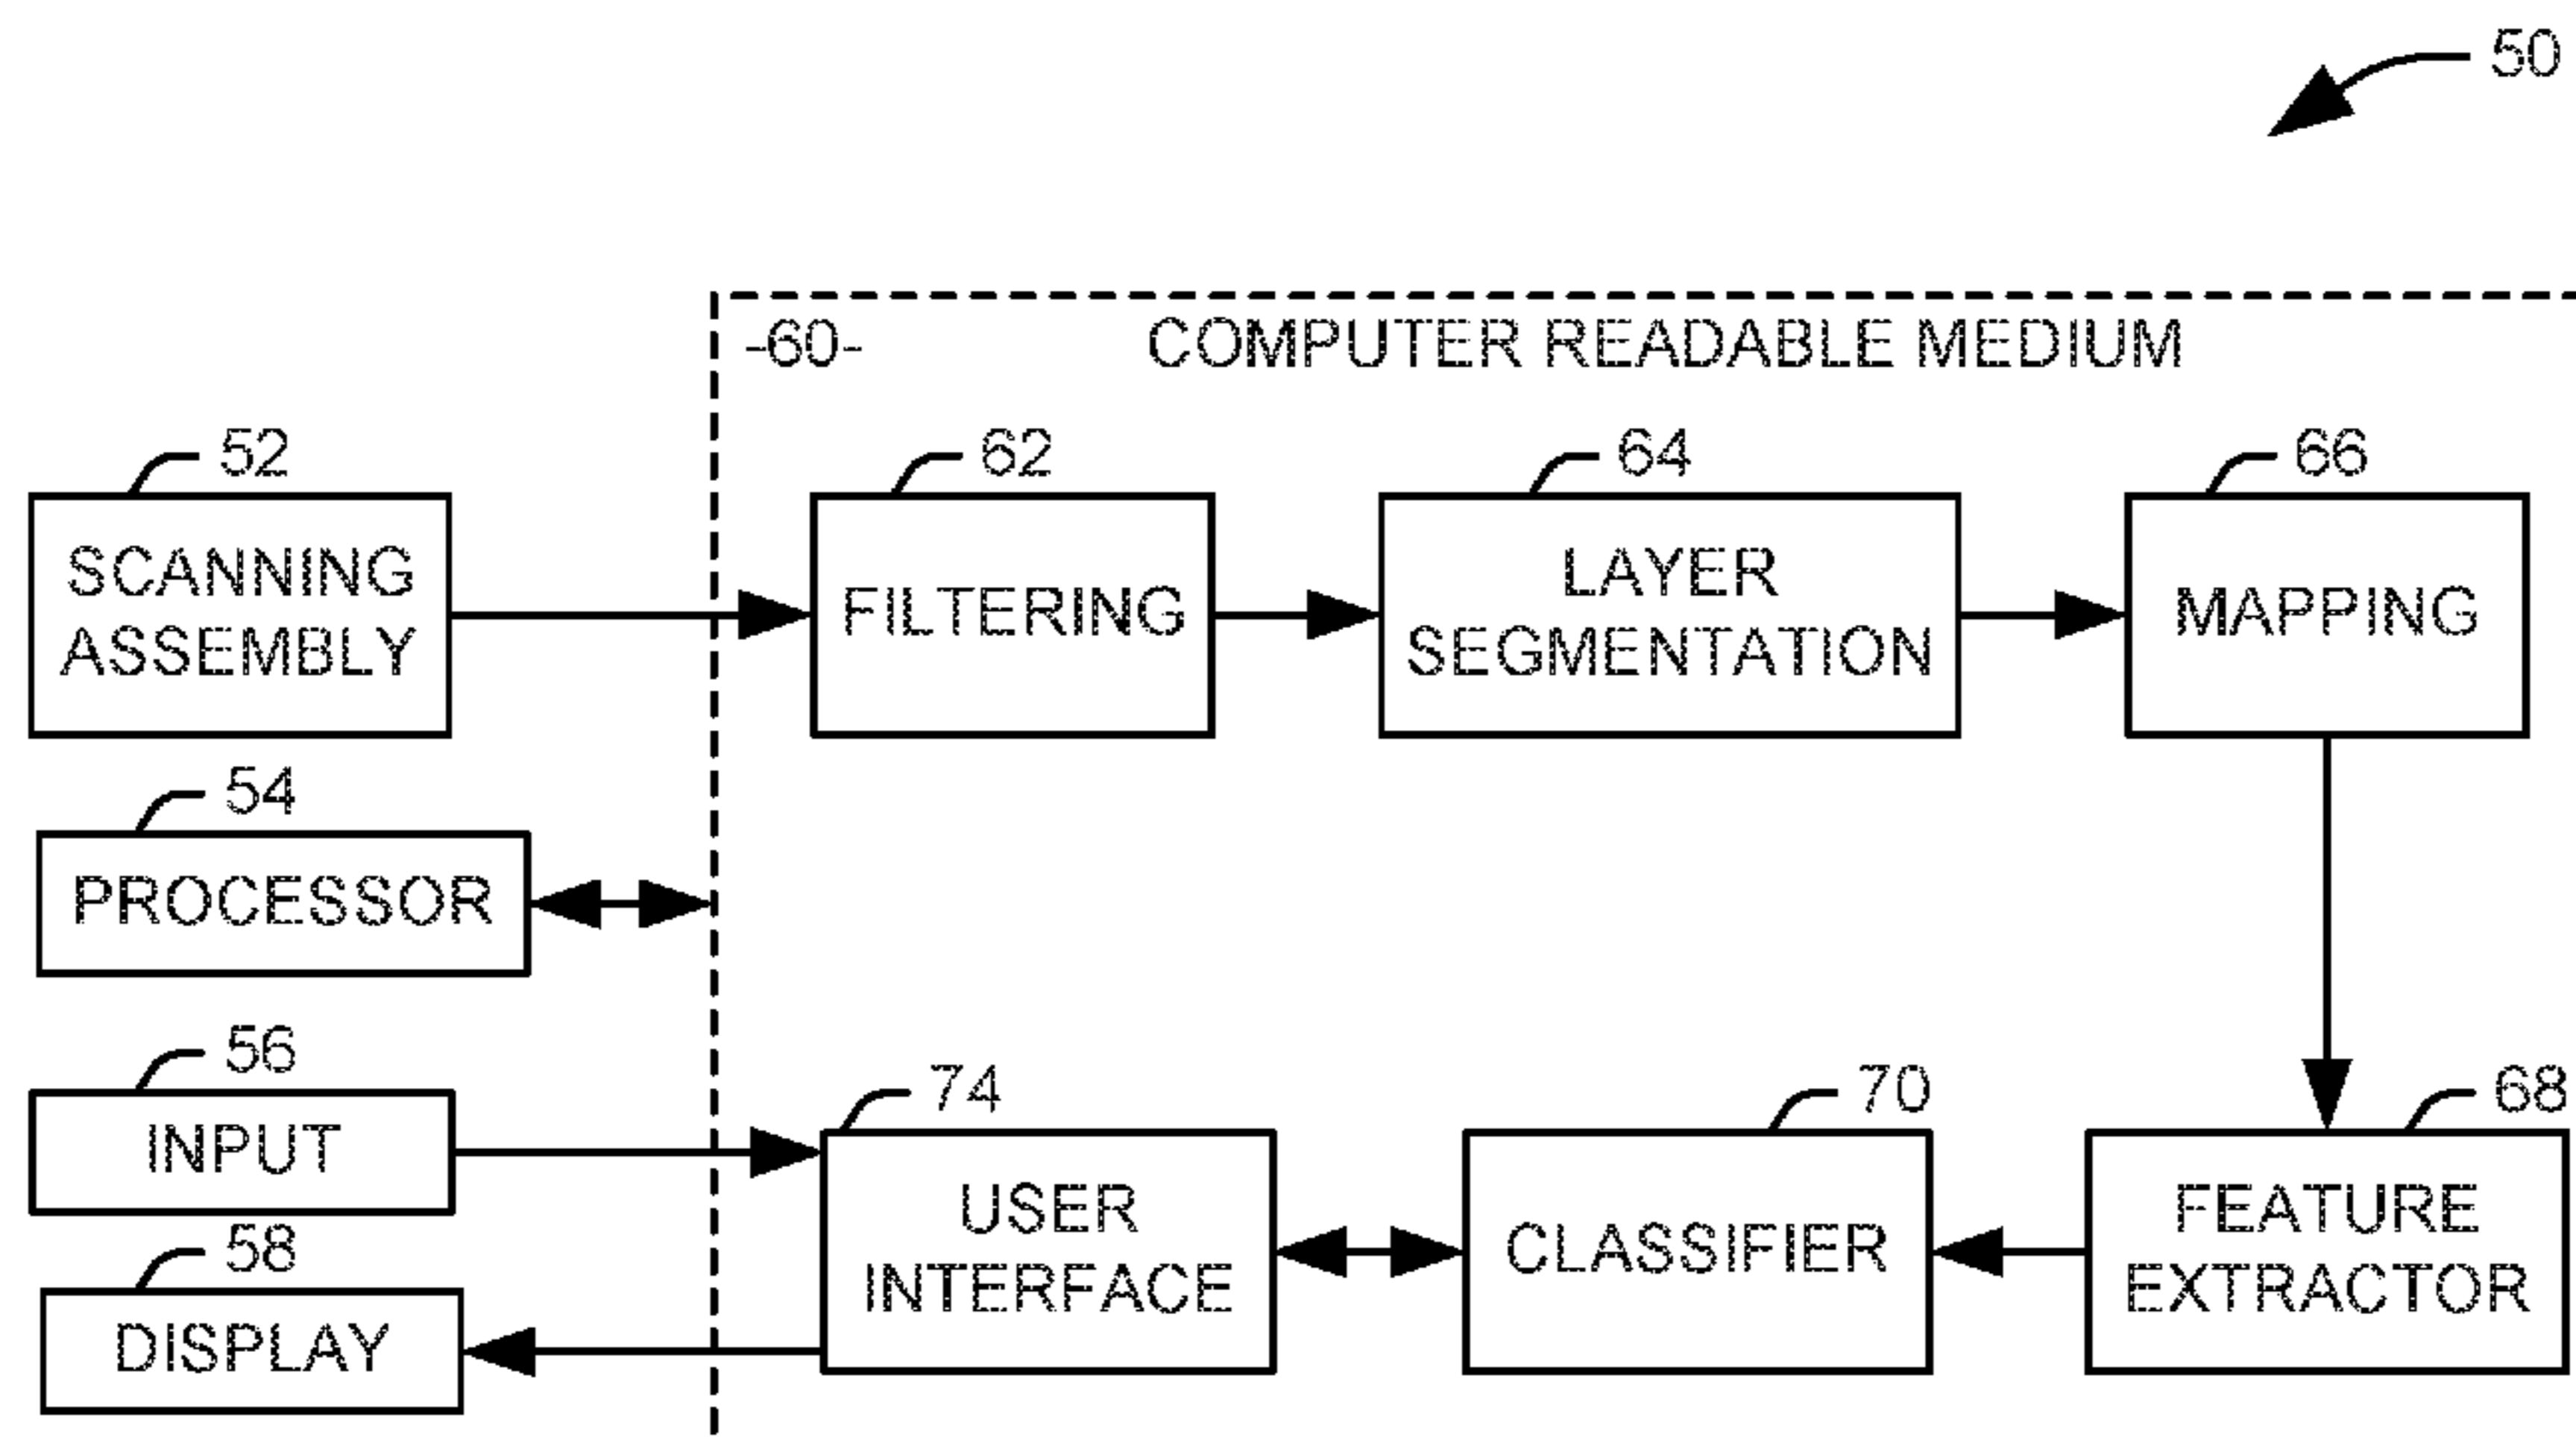 50
-60-
COMPUTER READABLE MEDIUM
52
62
64
66
SCANNING
ASSEMBLY
FILTERING
LAYER
SEGMENTATION
MAPPING
54
PROCESSOR
56
INPUT
74
70
68
USER
INTERFACE
CLASSIFIER
FEATURE
EXTRACTOR
58
DISPLAY